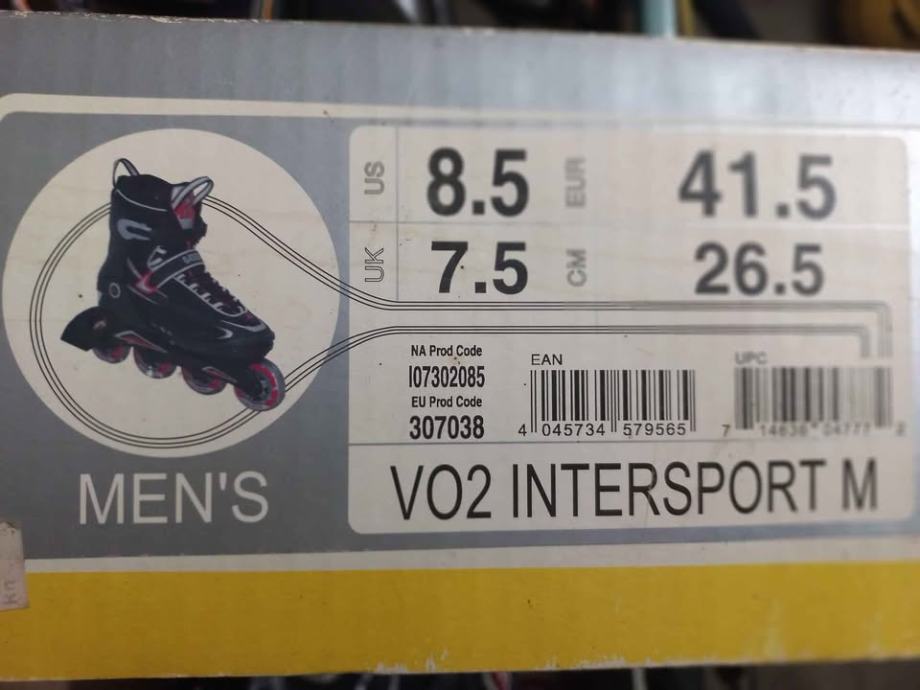 US 8.5 EUR 41.5
UK 7.5 CM 26.5
NA Prod Code
I07302085
EU Prod Code
307038
EAN
4 045734 579565
UPC
MEN'S
VO2 INTERSPORT M